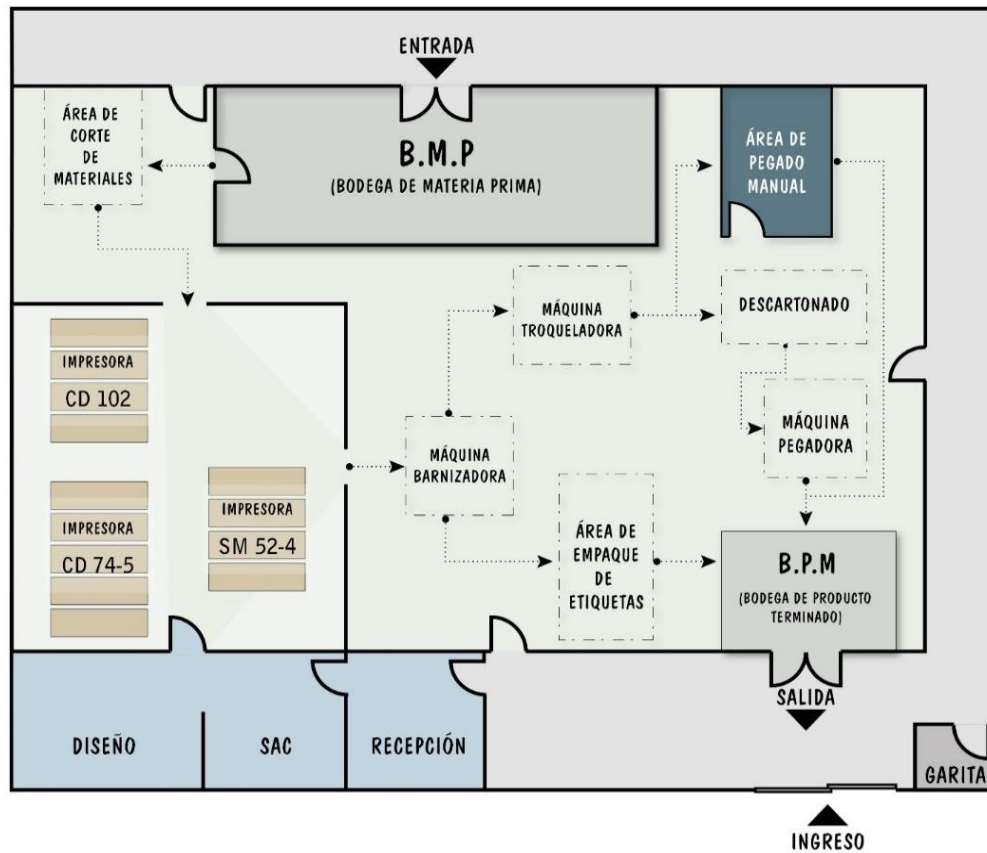 ENTRADA
ÁREA DE
CORTE
DE
MATERIALES
B.M.P
(BODEGA DE MATERIA PRIMA)
ÁREA DE
PEGADO
MANUAL
MÁQUINA
TROQUELADORA
DESCARTONADO
IMPRESORA
CD 102
MÁQUINA
PEGADORA
MÁQUINA
BARNIZADORA
IMPRESORA
CD 74-5
IMPRESORA
SM 52-4
ÁREA DE
EMPAQUE
DE
ETIQUETAS
B.P.M
(BODEGA DE PRODUCTO
TERMINADO)
SALIDA
DISEÑO
SAC
RECEPCIÓN
GARITA
INGRESO